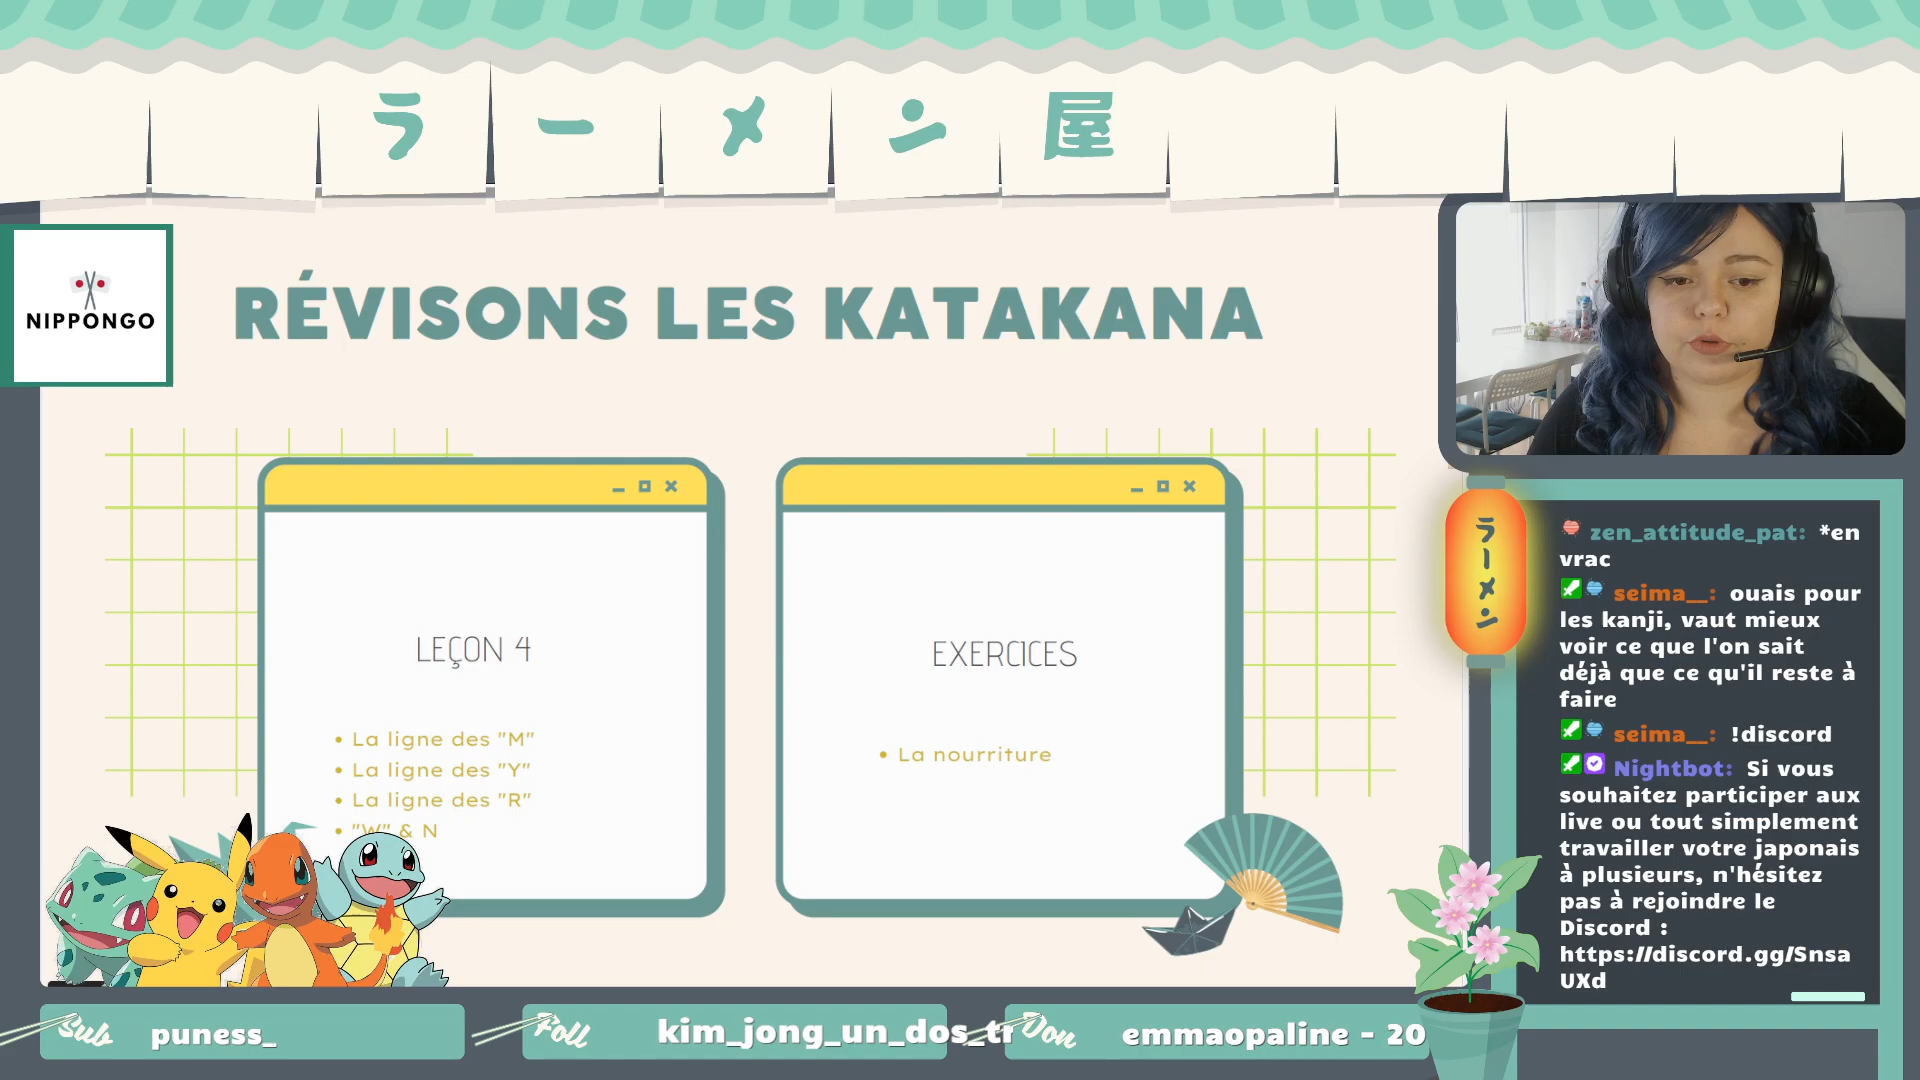 ラーメン屋
NIPPONGO
RÉVISONS LES KATAKANA
LEÇON 4
• La ligne des "M"
• La ligne des "Y"
• La ligne des "R"
• "W" & N
EXERCICES
• La nourriture
ラーメン
zen_attitude_pat: *en
vrac
seima__: ouais pour
les kanji, vaut mieux
voir ce que l'on sait
déjà que ce qu'il reste à
faire
seima__: !discord
Nightbot: Si vous
souhaitez participer aux
live ou tout simplement
travailler votre japonais
à plusieurs, n'hésitez
pas à rejoindre le
Discord :
https://discord.gg/Snsa
UXd
Sub puness_
Foll kim_jong_un_dos_tr
Don emmaopaline - 20